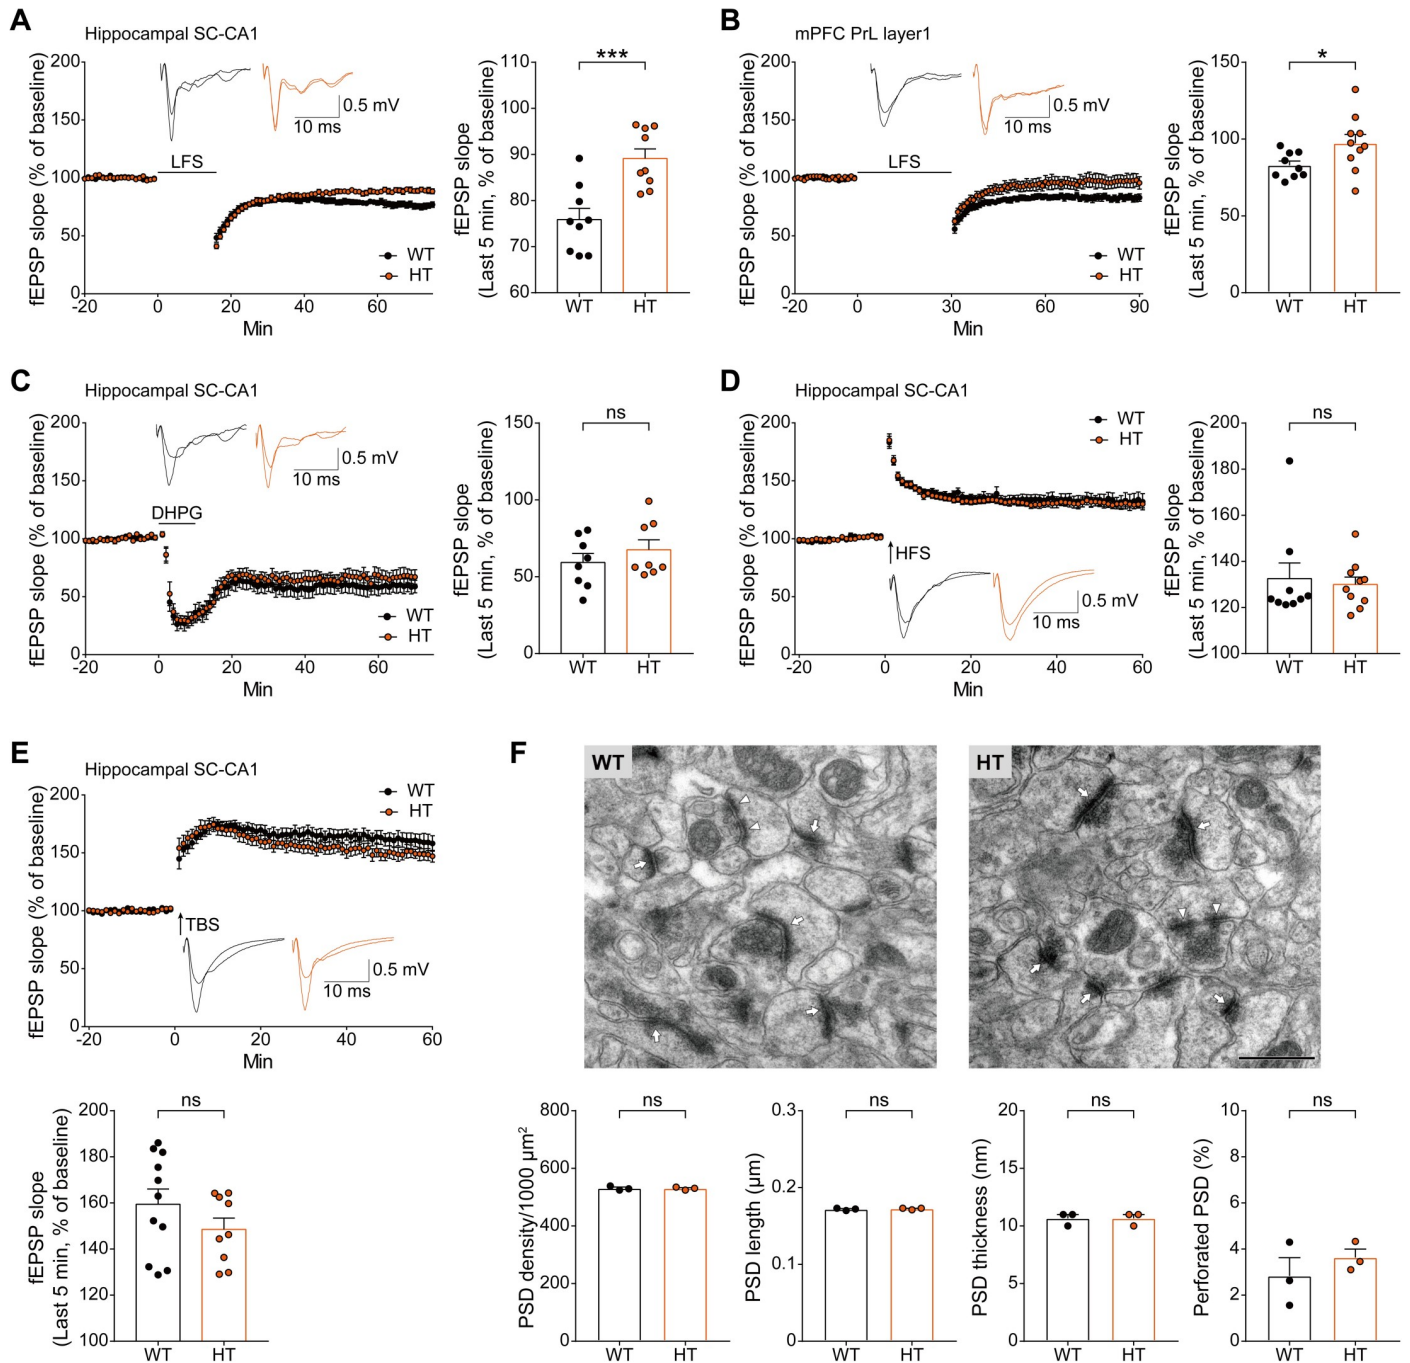 A
Hippocampal SC-CA1
fEPSP slope (% of baseline)
200
150
100
50
0
-20
0
20
40
60
Min
LFS
0.5 mV
10 ms
WT
HT
fEPSP slope
(Last 5 min, % of baseline)
110
100
90
80
70
60
***
WT
HT
B
mPFC PrL layer1
fEPSP slope (% of baseline)
200
150
100
50
0
-20
0
30
60
90
Min
LFS
0.5 mV
10 ms
WT
HT
fEPSP slope
(Last 5 min, % of baseline)
150
100
50
0
*
WT
HT
C
Hippocampal SC-CA1
fEPSP slope (% of baseline)
200
150
100
50
0
-20
0
20
40
60
Min
DHPG
0.5 mV
10 ms
WT
HT
fEPSP slope
(Last 5 min, % of baseline)
150
100
50
0
ns
WT
HT
D
Hippocampal SC-CA1
fEPSP slope (% of baseline)
200
150
100
50
0
-20
0
20
40
60
Min
WT
HT
HFS
0.5 mV
10 ms
fEPSP slope
(Last 5 min, % of baseline)
200
180
160
140
120
100
ns
WT
HT
E
Hippocampal SC-CA1
fEPSP slope (% of baseline)
200
150
100
50
0
-20
0
20
40
60
Min
WT
HT
TBS
0.5 mV
10 ms
fEPSP slope
(Last 5 min, % of baseline)
200
180
160
140
120
100
ns
WT
HT
F
WT
HT
PSD density/1000 µm²
800
600
400
200
0
ns
WT
HT
PSD length (µm)
0.3
0.2
0.1
0
ns
WT
HT
PSD thickness (nm)
20
15
10
5
0
ns
WT
HT
Perforated PSD (%)
10
8
6
4
2
0
ns
WT
HT